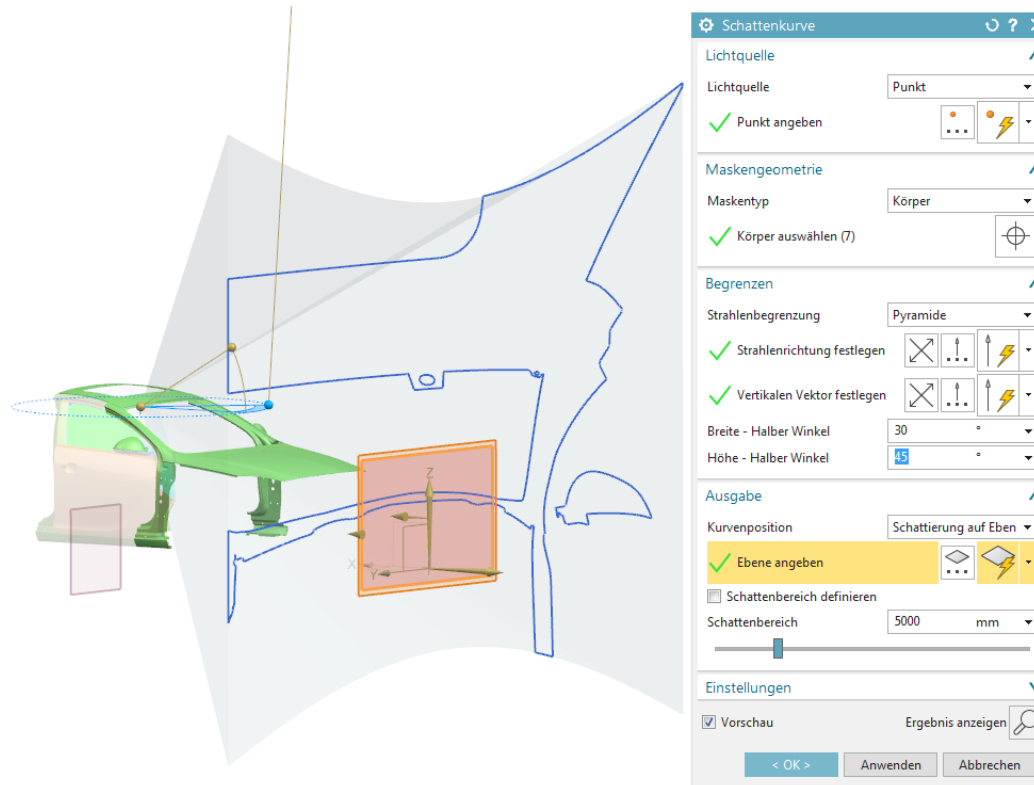 Schattenkurve
Lichtquelle
Lichtquelle Punkt
Punkt angeben
Maskengeometrie
Maskentyp Körper
Körper auswählen (7)
Begrenzen
Strahlenbegrenzung Pyramide
Strahlenrichtung festlegen
Vertikalen Vektor festlegen
Breite - Halber Winkel 30 °
Höhe - Halber Winkel 45 °
Ausgabe
Kurvenposition Schattierung auf Eben
Ebene angeben
Schattenbereich definieren
Schattenbereich 5000 mm
Einstellungen
Vorschau Ergebnis anzeigen
< OK > Anwenden Abbrechen
Z
X
Y